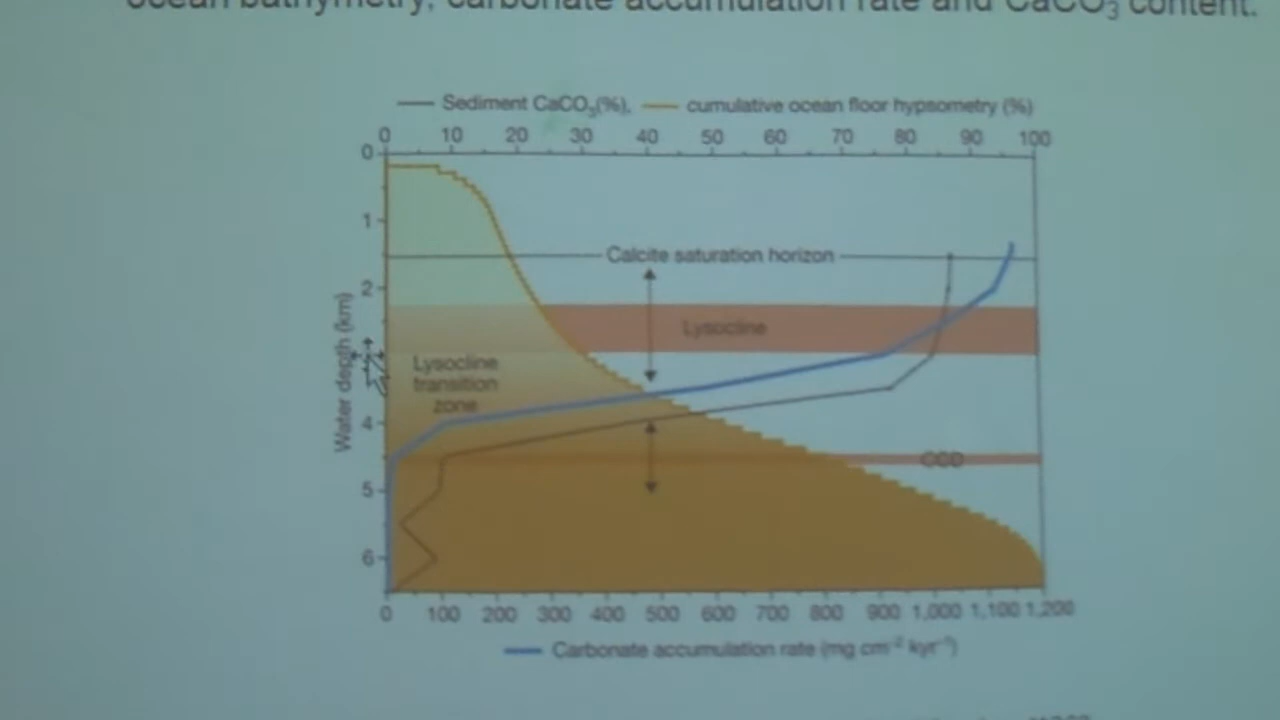 ocean bathymetry, carbonate accumulation rate and CaCO₃ content.
Sediment CaCO₃(%), cumulative ocean floor hypsometry (%)
0 10 20 30 40 50 60 70 80 90 100
0
1
Calcite saturation horizon
2
Lysocline
Lysocline
transition
zone
4
CCD
5
6
Water depth (km)
0 100 200 300 400 500 600 700 800 900 1,000 1,100 1,200
Carbonate accumulation rate (mg cm⁻² kyr⁻¹)